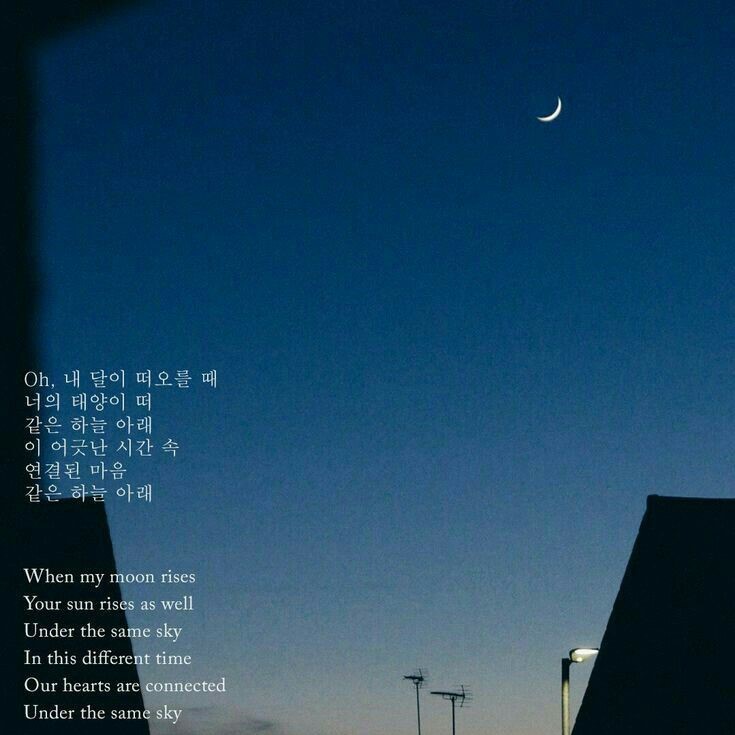 Oh, 내 달이 떠오를 때
너의 태양이 떠
같은 하늘 아래
이 어긋난 시간 속
연결된 마음
같은 하늘 아래
When my moon rises
Your sun rises as well
Under the same sky
In this different time
Our hearts are connected
Under the same sky